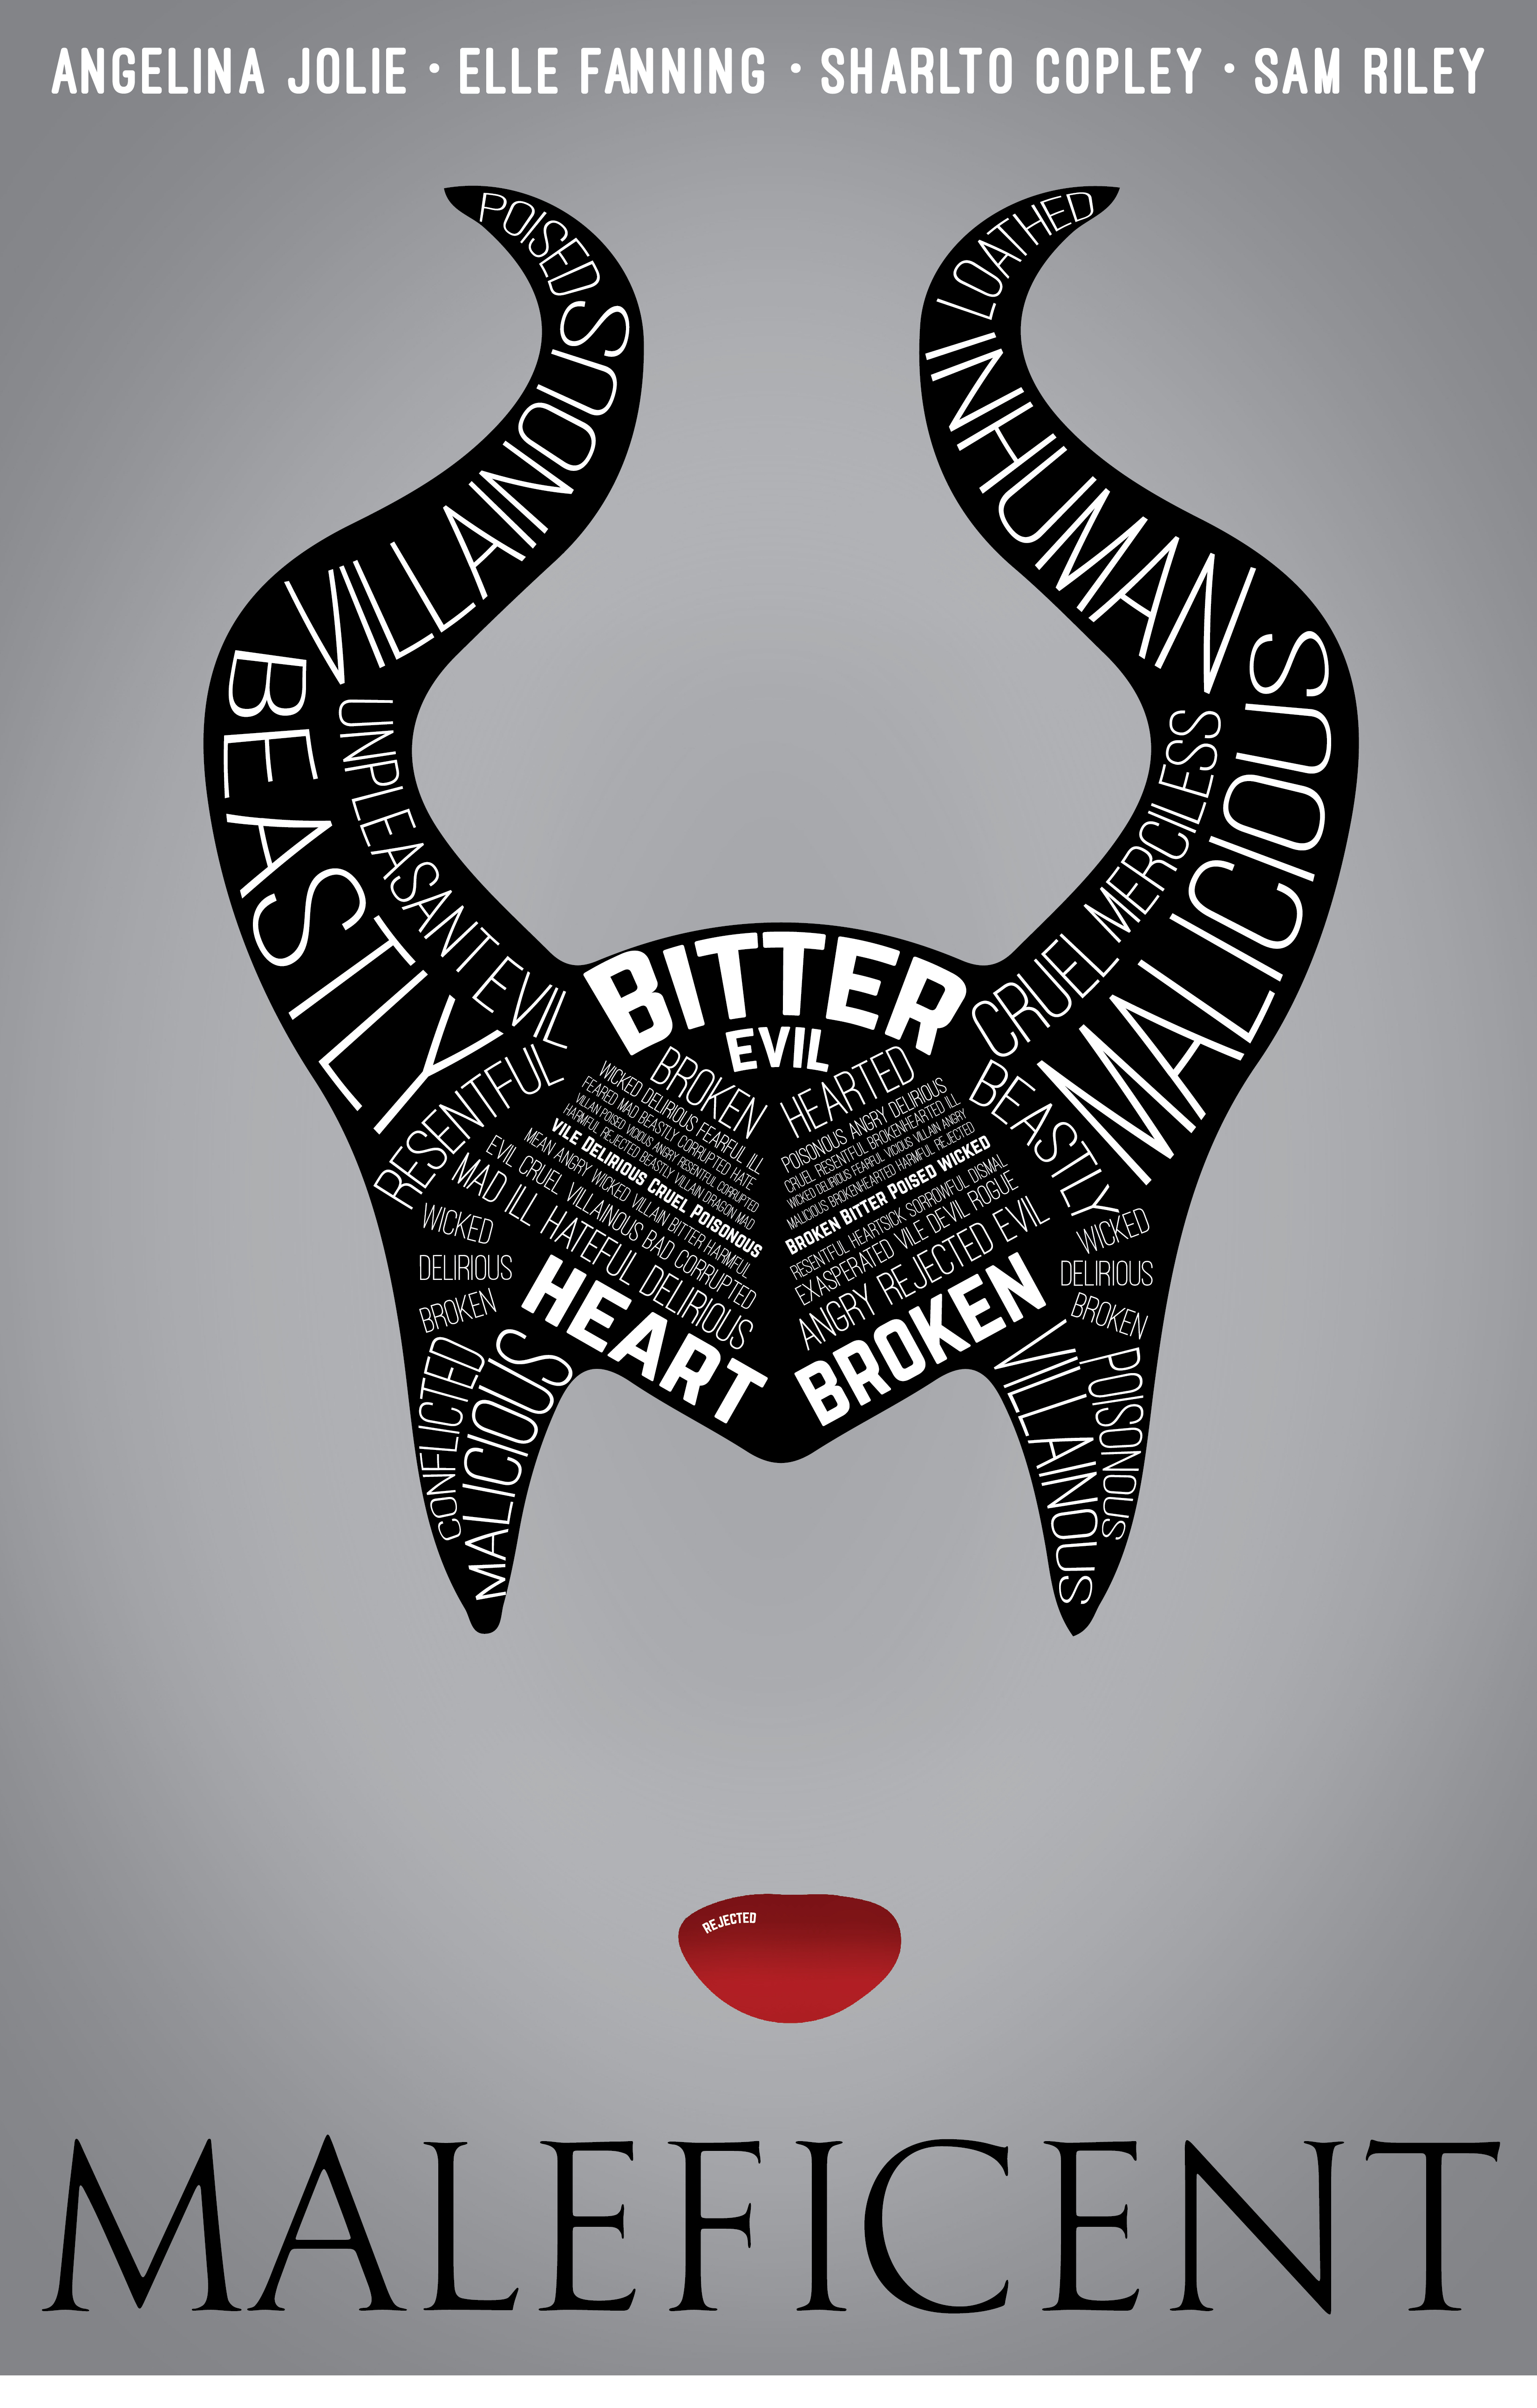 ANGELINA JOLIE · ELLE FANNING · SHARLTO COPLEY · SAM RILEY
POISED
VILLAINOUS
LOATHED
INHUMAN
BEASTLY
UNPLEASANT EVIL
MALICIOUS
CRUEL MERCILESS
BITTER
EVIL
BROKEN
HEARTED
WICKED DELIRIOUS FEARFUL ILL
FEARED MAD BEASTLY CORRUPTED HATE
VILLAN POISED VICIOUS ANGRY RESENTFUL CORRUPTED
HARMFUL REJECTED BEASTLY VILLAIN DRAGON MAD
VILE DELIRIOUS CRUEL POISONOUS
MEAN ANGRY WICKED VILLAIN BITTER HARMFUL
EVIL CRUEL VILLAINOUS BAD CORRUPTED
MAD ILL HATEFUL DELIRIOUS
HEART
POISONOUS ANGRY DELIRIOUS
CRUEL RESENTFUL BROKENHEARTED ILL
WICKED DELIRIOUS FEARFUL VICIOUS VILLAIN ANGRY
MALICIOUS BROKENHEARTED HARMFUL REJECTED
BROKEN BITTER POISED WICKED
RESENTFUL HEARTSICK SORROWFUL DISMAL
EXASPERATED VILE DEVIL ROGUE
ANGRY REJECTED EVIL
BROKEN
RESENTFUL
WICKED
DELIRIOUS
BROKEN
CONFLICTED
MALICIOUS
BEASTLY
WICKED
DELIRIOUS
BROKEN
VILLAINOUS
POISONOUS
REJECTED
MALEFICENT